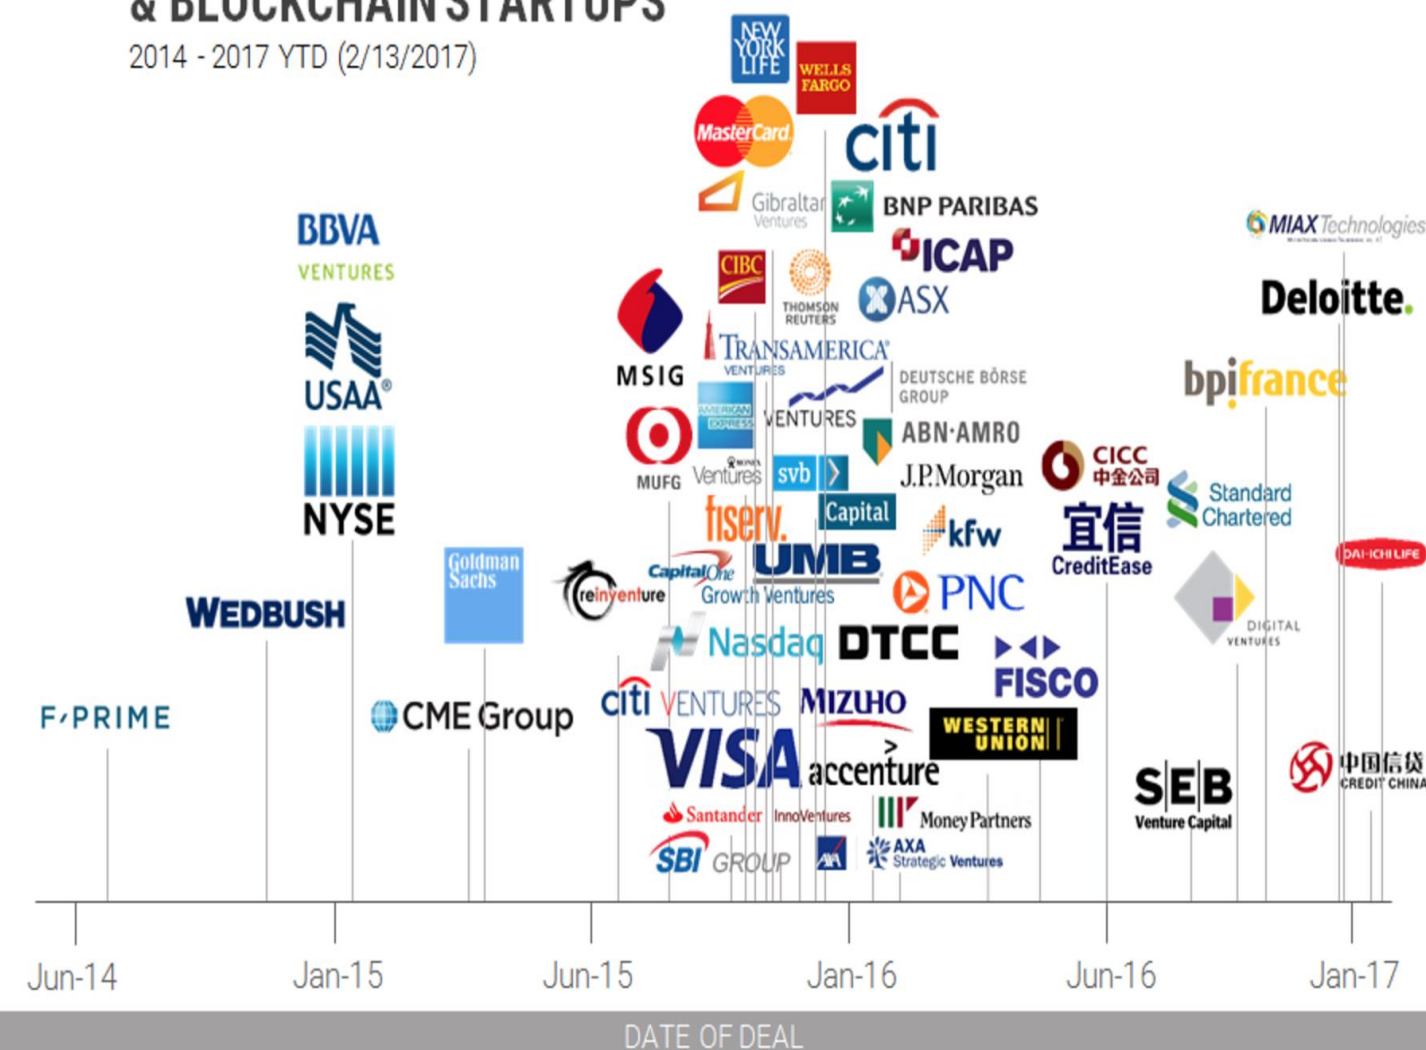 & BLOCKCHAIN STARTUPS
2014 - 2017 YTD (2/13/2017)
NEW
YORK
LIFE
WELLS
FARGO
MasterCard
citi
Gibraltar
Ventures
BNP PARIBAS
ICAP
CIBC
THOMSON
REUTERS
ASX
MSIG
TRANSAMERICA®
VENTURES
AMERICAN
EXPRESS
VENTURES
DEUTSCHE BÖRSE
GROUP
ABN·AMRO
MUFG
MONEX
Ventures
svb
Capital
J.P.Morgan
fiserv.
kfw
CapitalOne
Growth Ventures
UMB
PNC
reinventure
Nasdaq
DTCC
FISCO
citi VENTURES
MIZUHO
WESTERN
UNION
VISA
accenture
Santander InnoVentures
Money Partners
SBI GROUP
AXA
AXA
Strategic Ventures
BBVA
VENTURES
USAA®
NYSE
Goldman
Sachs
WEDBUSH
F-PRIME
CME Group
CICC
中金公司
宜信
CreditEase
MIAX Technologies
Deloitte.
bpifrance
Standard
Chartered
DAI-ICHI LIFE
DIGITAL
VENTURES
SEB
Venture Capital
中国信贷
CREDIT CHINA
Jun-14
Jan-15
Jun-15
Jan-16
Jun-16
Jan-17
DATE OF DEAL